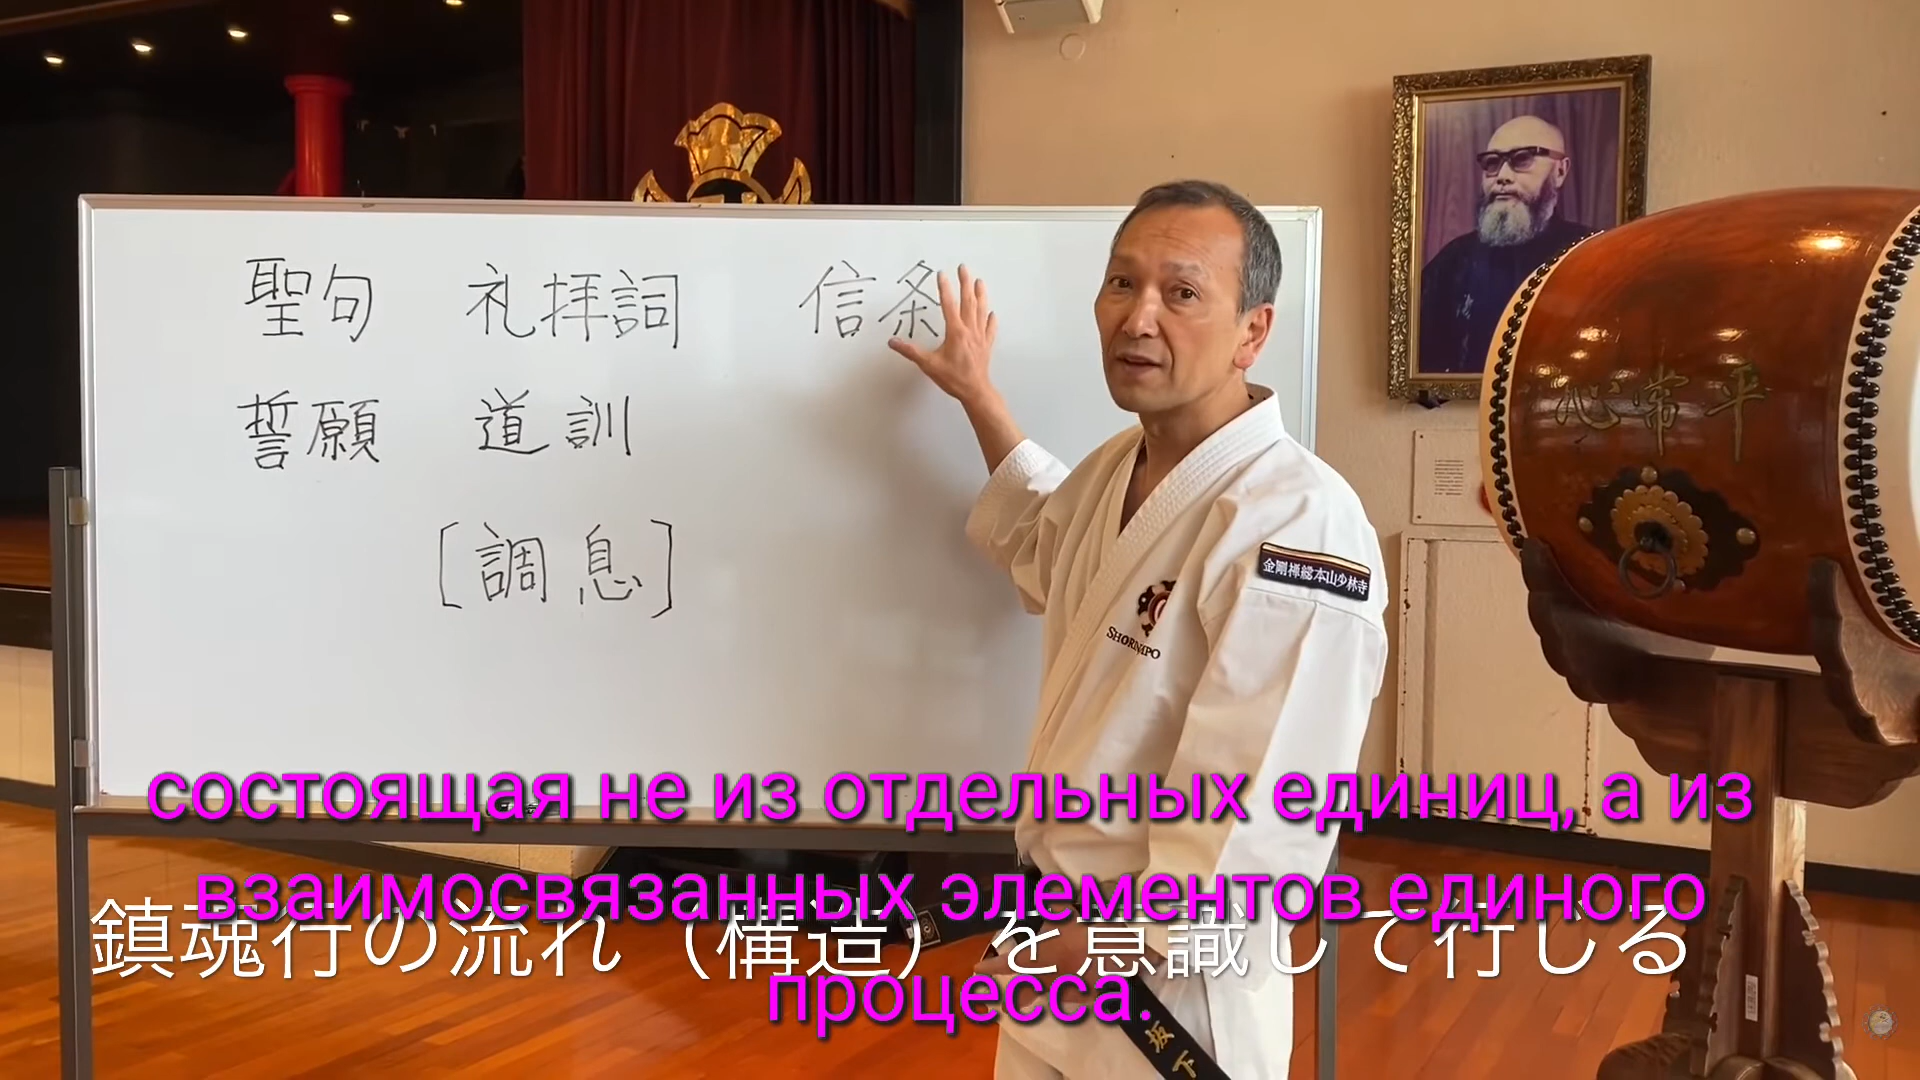 聖句 礼拝詞 信条
誓願 道訓
[調息]
心常平
金剛禅総本山少林寺
SHORINJI KEMPO
состоящая не из отдельных единиц, а из
взаимосвязанных элементов единого
процесса.
鎮魂行の流れ（構造）を意識して行じる
坂下